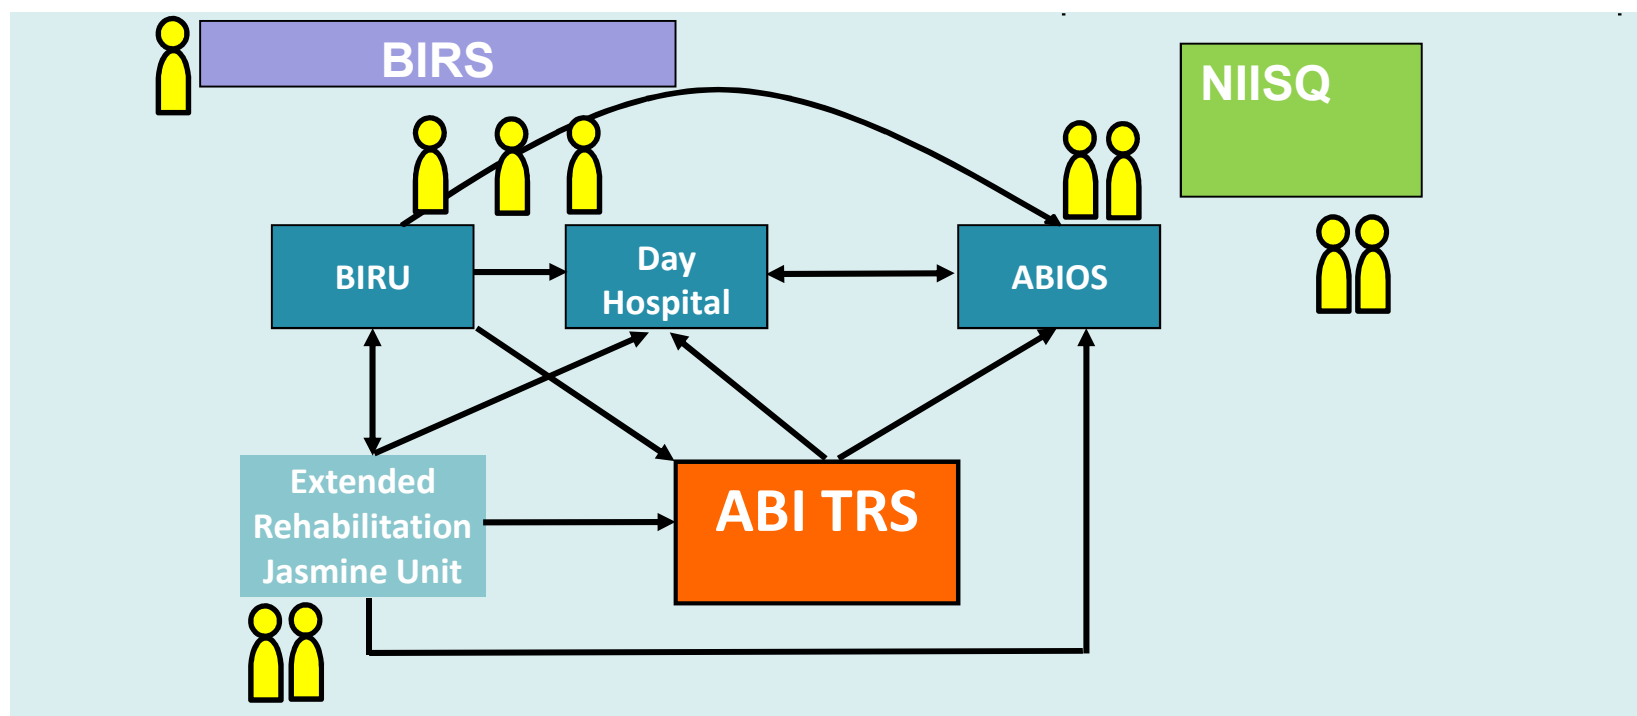 BIRS
NIISQ
BIRU
Day
Hospital
ABIOS
Extended
Rehabilitation
Jasmine Unit
ABI TRS